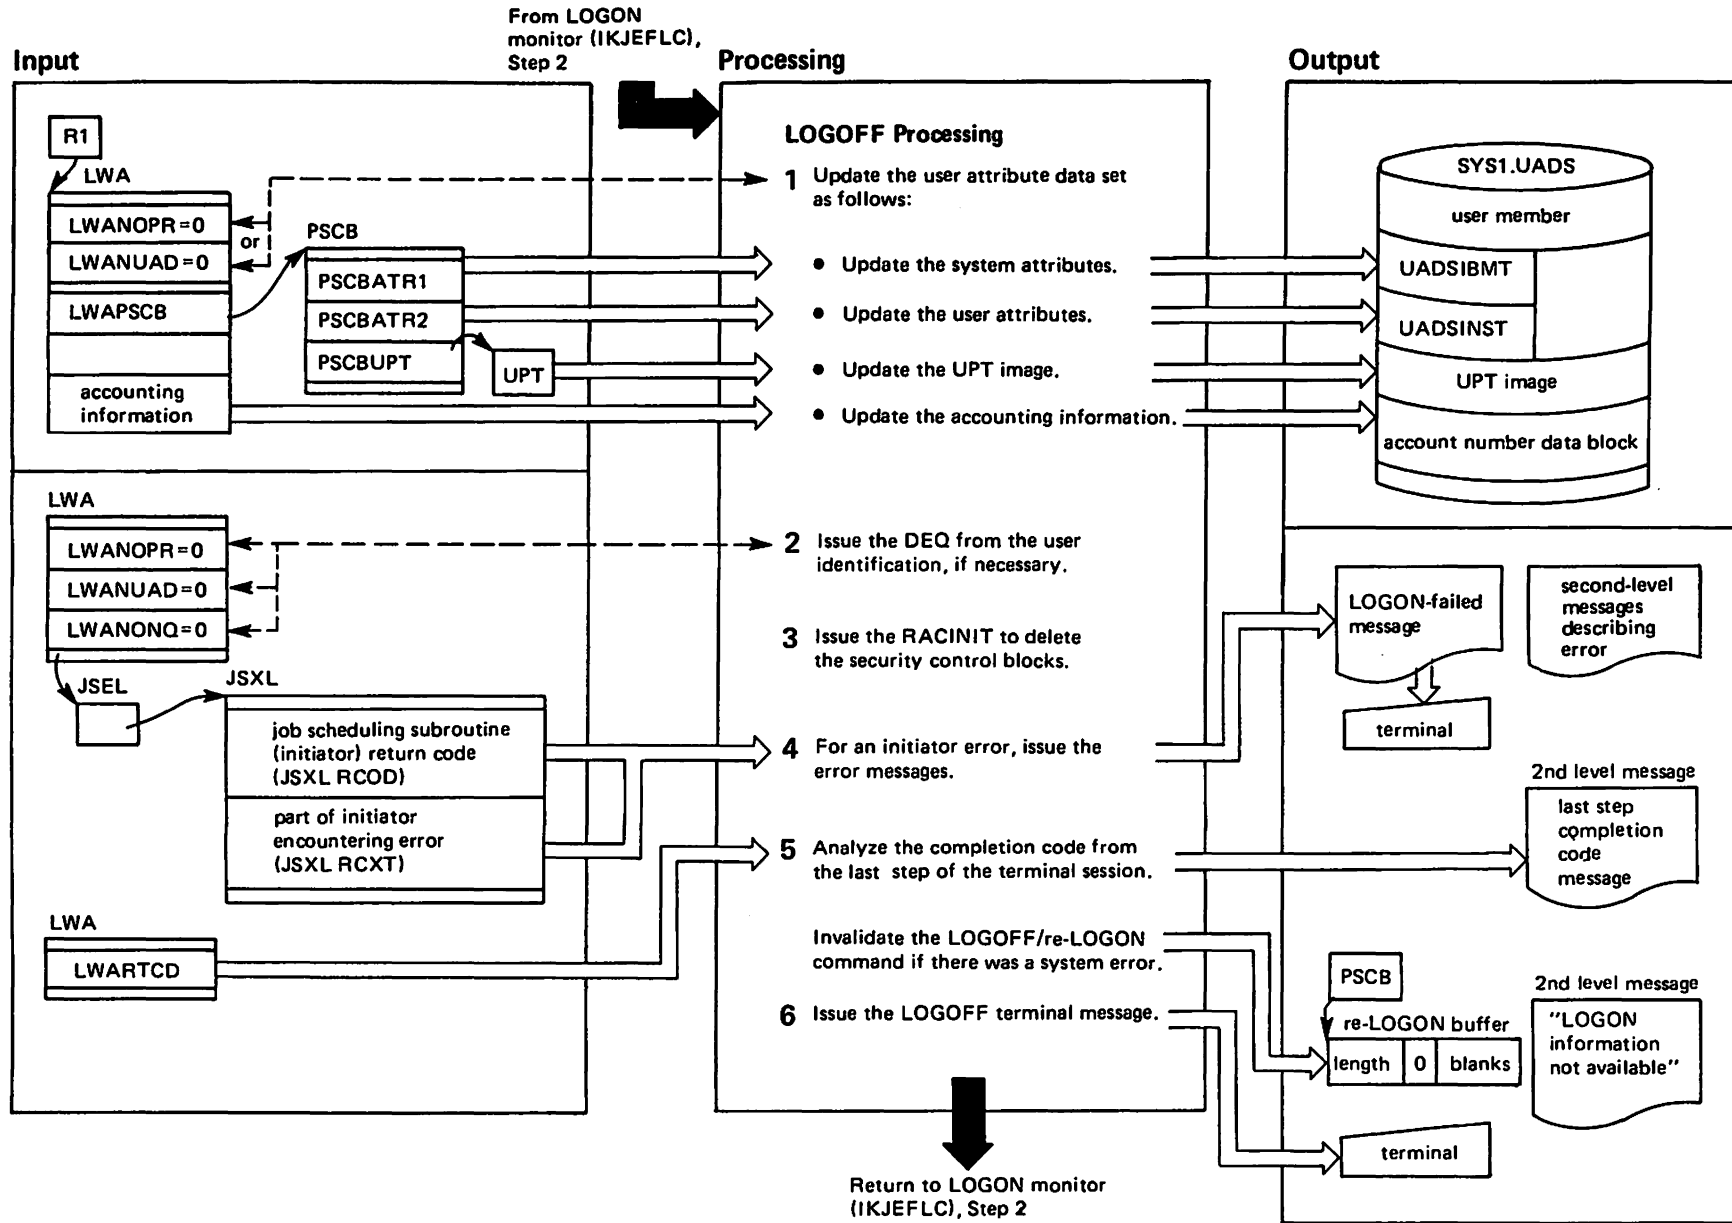 From LOGON
monitor (IKJEFLC),
Step 2
Input
Processing
Output
R1
LWA
LWANOPR=0
or
LWANUAD=0
LWAPSCB
accounting
information
PSCB
PSCBATR1
PSCBATR2
PSCBUPT
UPT
LOGOFF Processing
1 Update the user attribute data set
as follows:
• Update the system attributes.
• Update the user attributes.
• Update the UPT image.
• Update the accounting information.
SYS1.UADS
user member
UADSIBMT
UADSINST
UPT image
account number data block
LWA
LWANOPR=0
LWANUAD=0
LWANONQ=0
JSEL
JSXL
job scheduling subroutine
(initiator) return code
(JSXL RCOD)
part of initiator
encountering error
(JSXL RCXT)
LWA
LWARTCD
2 Issue the DEQ from the user
identification, if necessary.
3 Issue the RACINIT to delete
the security control blocks.
4 For an initiator error, issue the
error messages.
5 Analyze the completion code from
the last step of the terminal session.
Invalidate the LOGOFF/re-LOGON
command if there was a system error.
6 Issue the LOGOFF terminal message.
LOGON-failed
message
terminal
second-level
messages
describing
error
2nd level message
last step
completion
code
message
PSCB
re-LOGON buffer
length 0 blanks
2nd level message
"LOGON
information
not available"
terminal
Return to LOGON monitor
(IKJEFLC), Step 2